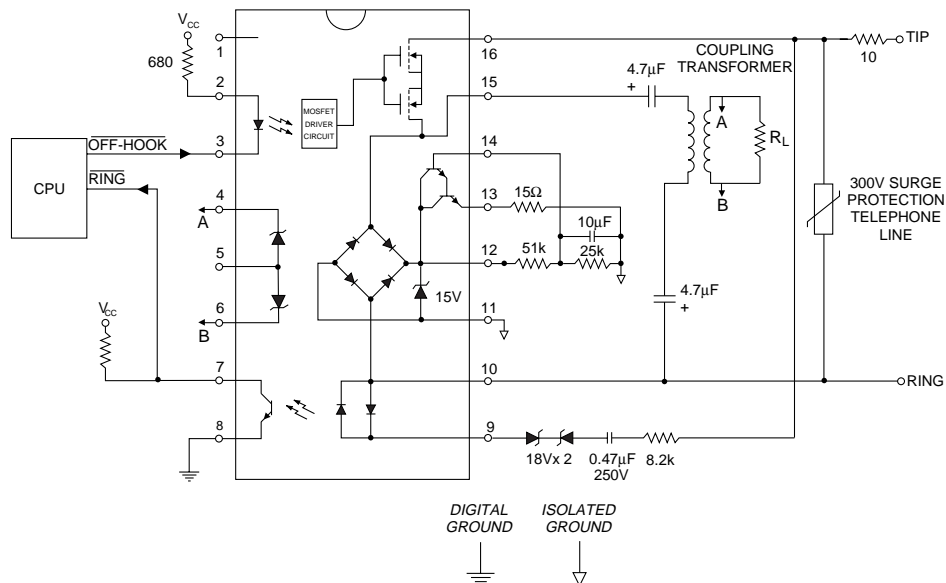 VCC
680
1
2
3
4
5
6
7
8
MOSFET
DRIVER
CIRCUIT
CPU
OFF-HOOK
RING
A
B
VCC
16
15
14
13
12
11
10
9
15V
15Ω
10μF
51k
25k
4.7μF
+
COUPLING
TRANSFORMER
A
B
RL
4.7μF
+
10
TIP
300V SURGE
PROTECTION
TELEPHONE
LINE
RING
18Vx 2
0.47μF
250V
8.2k
DIGITAL
GROUND
ISOLATED
GROUND